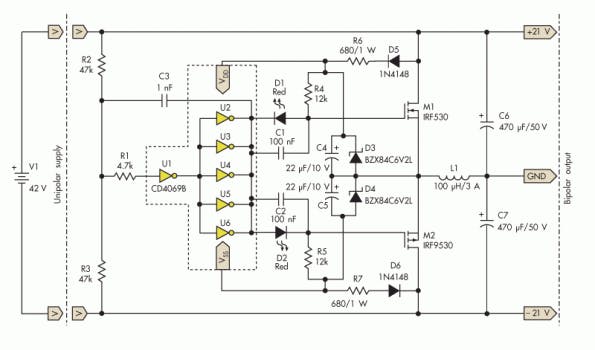 R6
680/1 W
D5
1N4148
+21 V
V
V
R2
47k
C3
1 nF
VDD
D1
Red
R4
12k
M1
IRF530
U2
U3
U4
U5
U6
C1
100 nF
C4
22 µF/10 V
D3
BZX84C6V2L
C6
470 µF/50 V
V1
42 V
+
Unipolar supply
R1
4.7k
U1
CD4069B
L1
100 µH/3 A
GND
Bipolar output
22 µF/10 V
C5
D4
BZX84C6V2L
C2
100 nF
D2
Red
R5
12k
M2
IRF9530
C7
470 µF/50 V
R3
47k
VSS
D6
1N4148
R7
680/1 W
V
V
–21 V